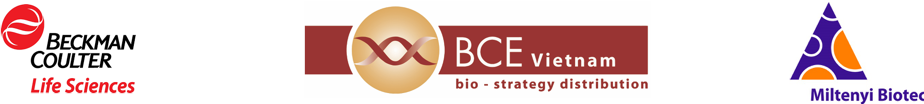 BECKMAN
COULTER
Life Sciences
BCE Vietnam
bio - strategy distribution
Miltenyi Biotec